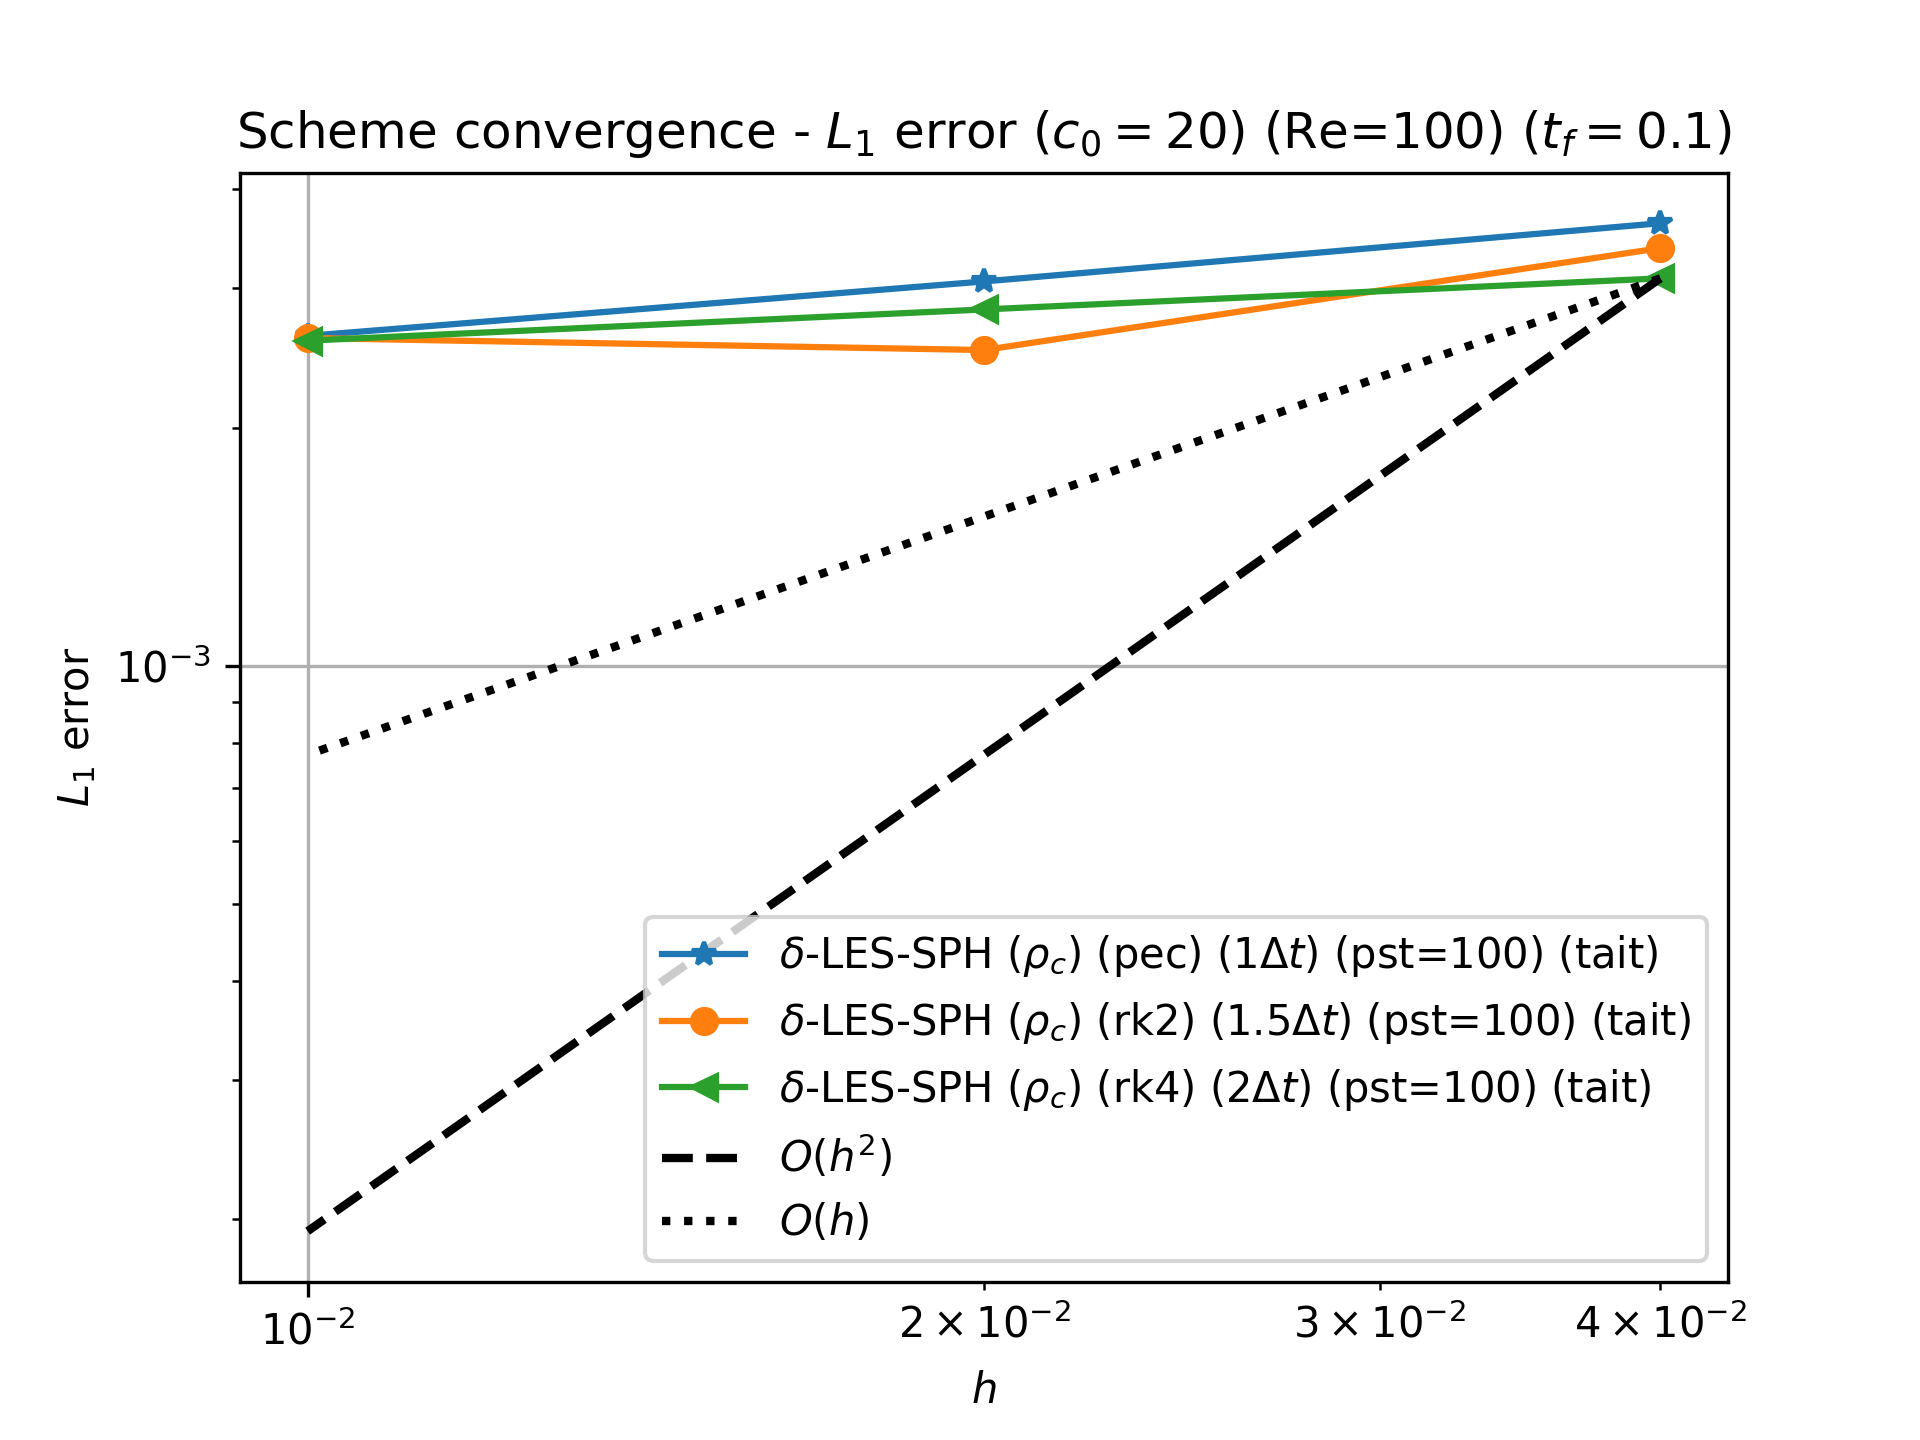 Scheme convergence - L₁ error (c₀ = 20) (Re=100) (t_f = 0.1)
L₁ error
10⁻³
δ-LES-SPH (ρ_c) (pec) (1Δt) (pst=100) (tait)
δ-LES-SPH (ρ_c) (rk2) (1.5Δt) (pst=100) (tait)
δ-LES-SPH (ρ_c) (rk4) (2Δt) (pst=100) (tait)
O(h²)
O(h)
10⁻² 2 × 10⁻² 3 × 10⁻² 4 × 10⁻²
h